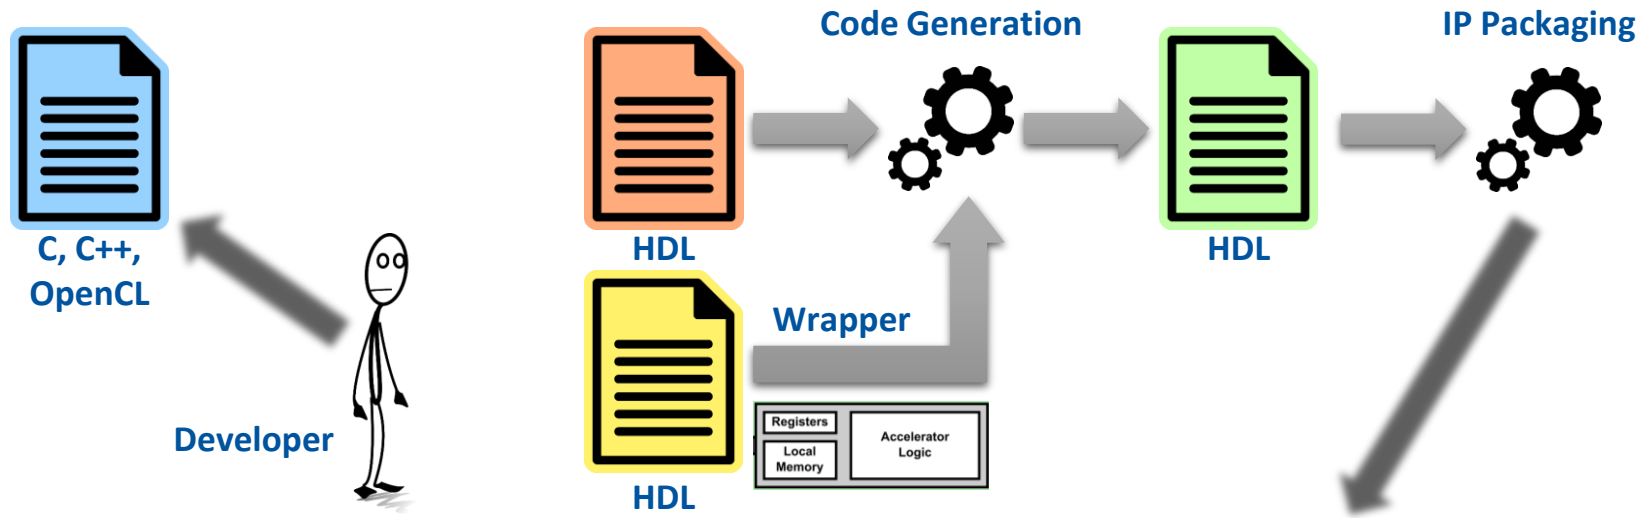 Code Generation
IP Packaging
C, C++,
OpenCL
HDL
HDL
Wrapper
Developer
Registers
Local
Memory
Accelerator
Logic
HDL